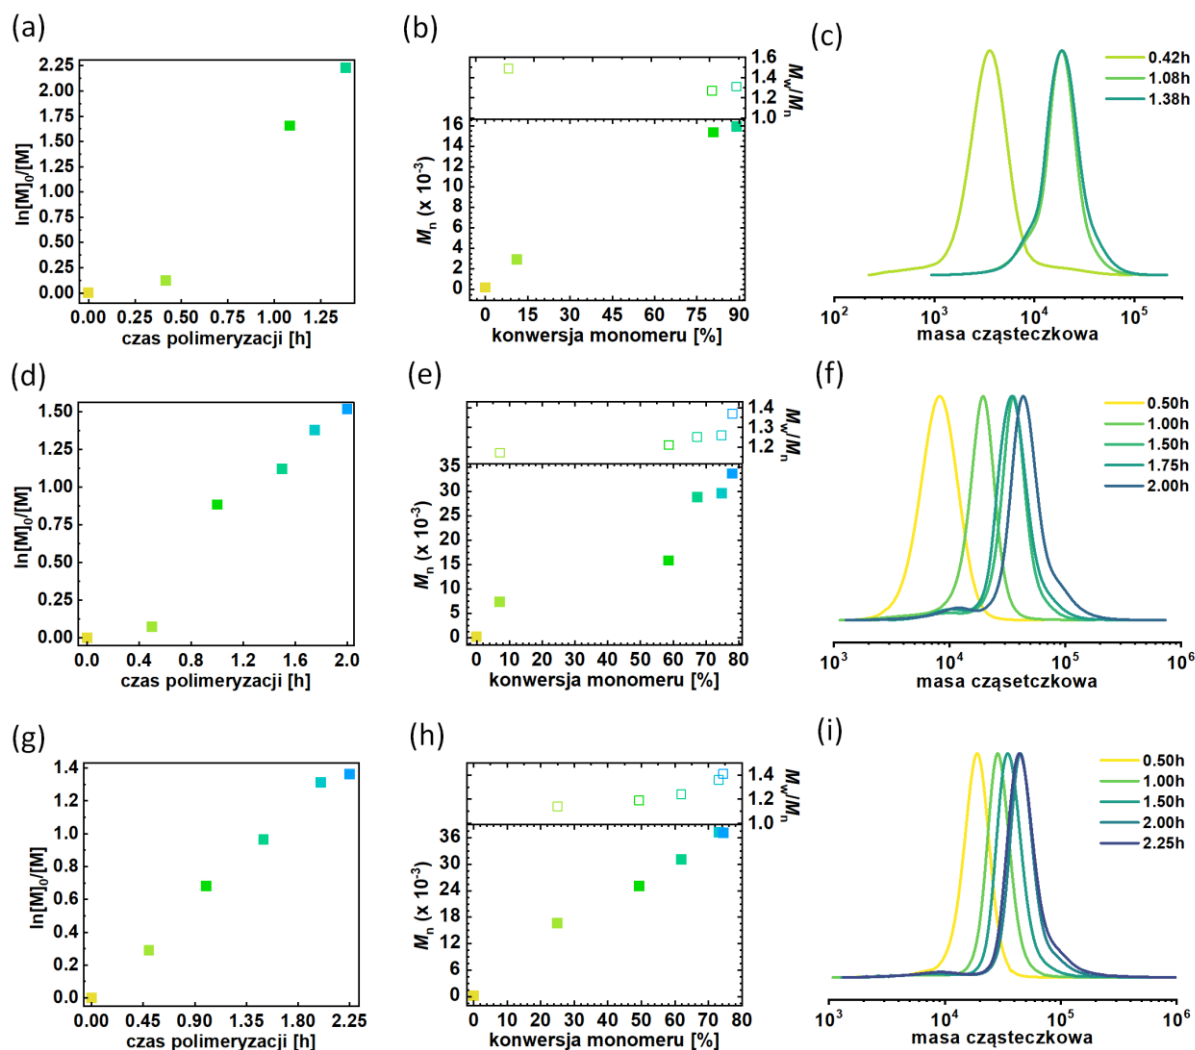 (a)
ln[M]₀/[M]
2.25
2.00
1.75
1.50
1.25
1.00
0.75
0.50
0.25
0.00
0.00 0.25 0.50 0.75 1.00 1.25
czas polimeryzacji [h]
(b)
1.6
1.4
1.2
1.0
Mw/Mn
16
14
12
10
8
6
4
2
0
Mn (x 10⁻³)
0 15 30 45 60 75 90
konwersja monomeru [%]
(c)
0.42h
1.08h
1.38h
10² 10³ 10⁴ 10⁵
masa cząsteczkowa
(d)
ln[M]₀/[M]
1.50
1.25
1.00
0.75
0.50
0.25
0.00
0.0 0.4 0.8 1.2 1.6 2.0
czas polimeryzacji [h]
(e)
1.4
1.3
1.2
Mw/Mn
35
30
25
20
15
10
5
0
Mn (x 10⁻³)
0 10 20 30 40 50 60 70 80
konwersja monomeru [%]
(f)
0.50h
1.00h
1.50h
1.75h
2.00h
10³ 10⁴ 10⁵ 10⁶
masa cząsetczkowa
(g)
ln[M]₀/[M]
1.4
1.2
1.0
0.8
0.6
0.4
0.2
0.0
0.00 0.45 0.90 1.35 1.80 2.25
czas polimeryzacji [h]
(h)
1.4
1.2
1.0
Mw/Mn
36
30
24
18
12
6
0
Mn (x 10⁻³)
0 10 20 30 40 50 60 70 80
konwersja monomeru [%]
(i)
0.50h
1.00h
1.50h
2.00h
2.25h
10³ 10⁴ 10⁵ 10⁶
masa cząsteczkowa